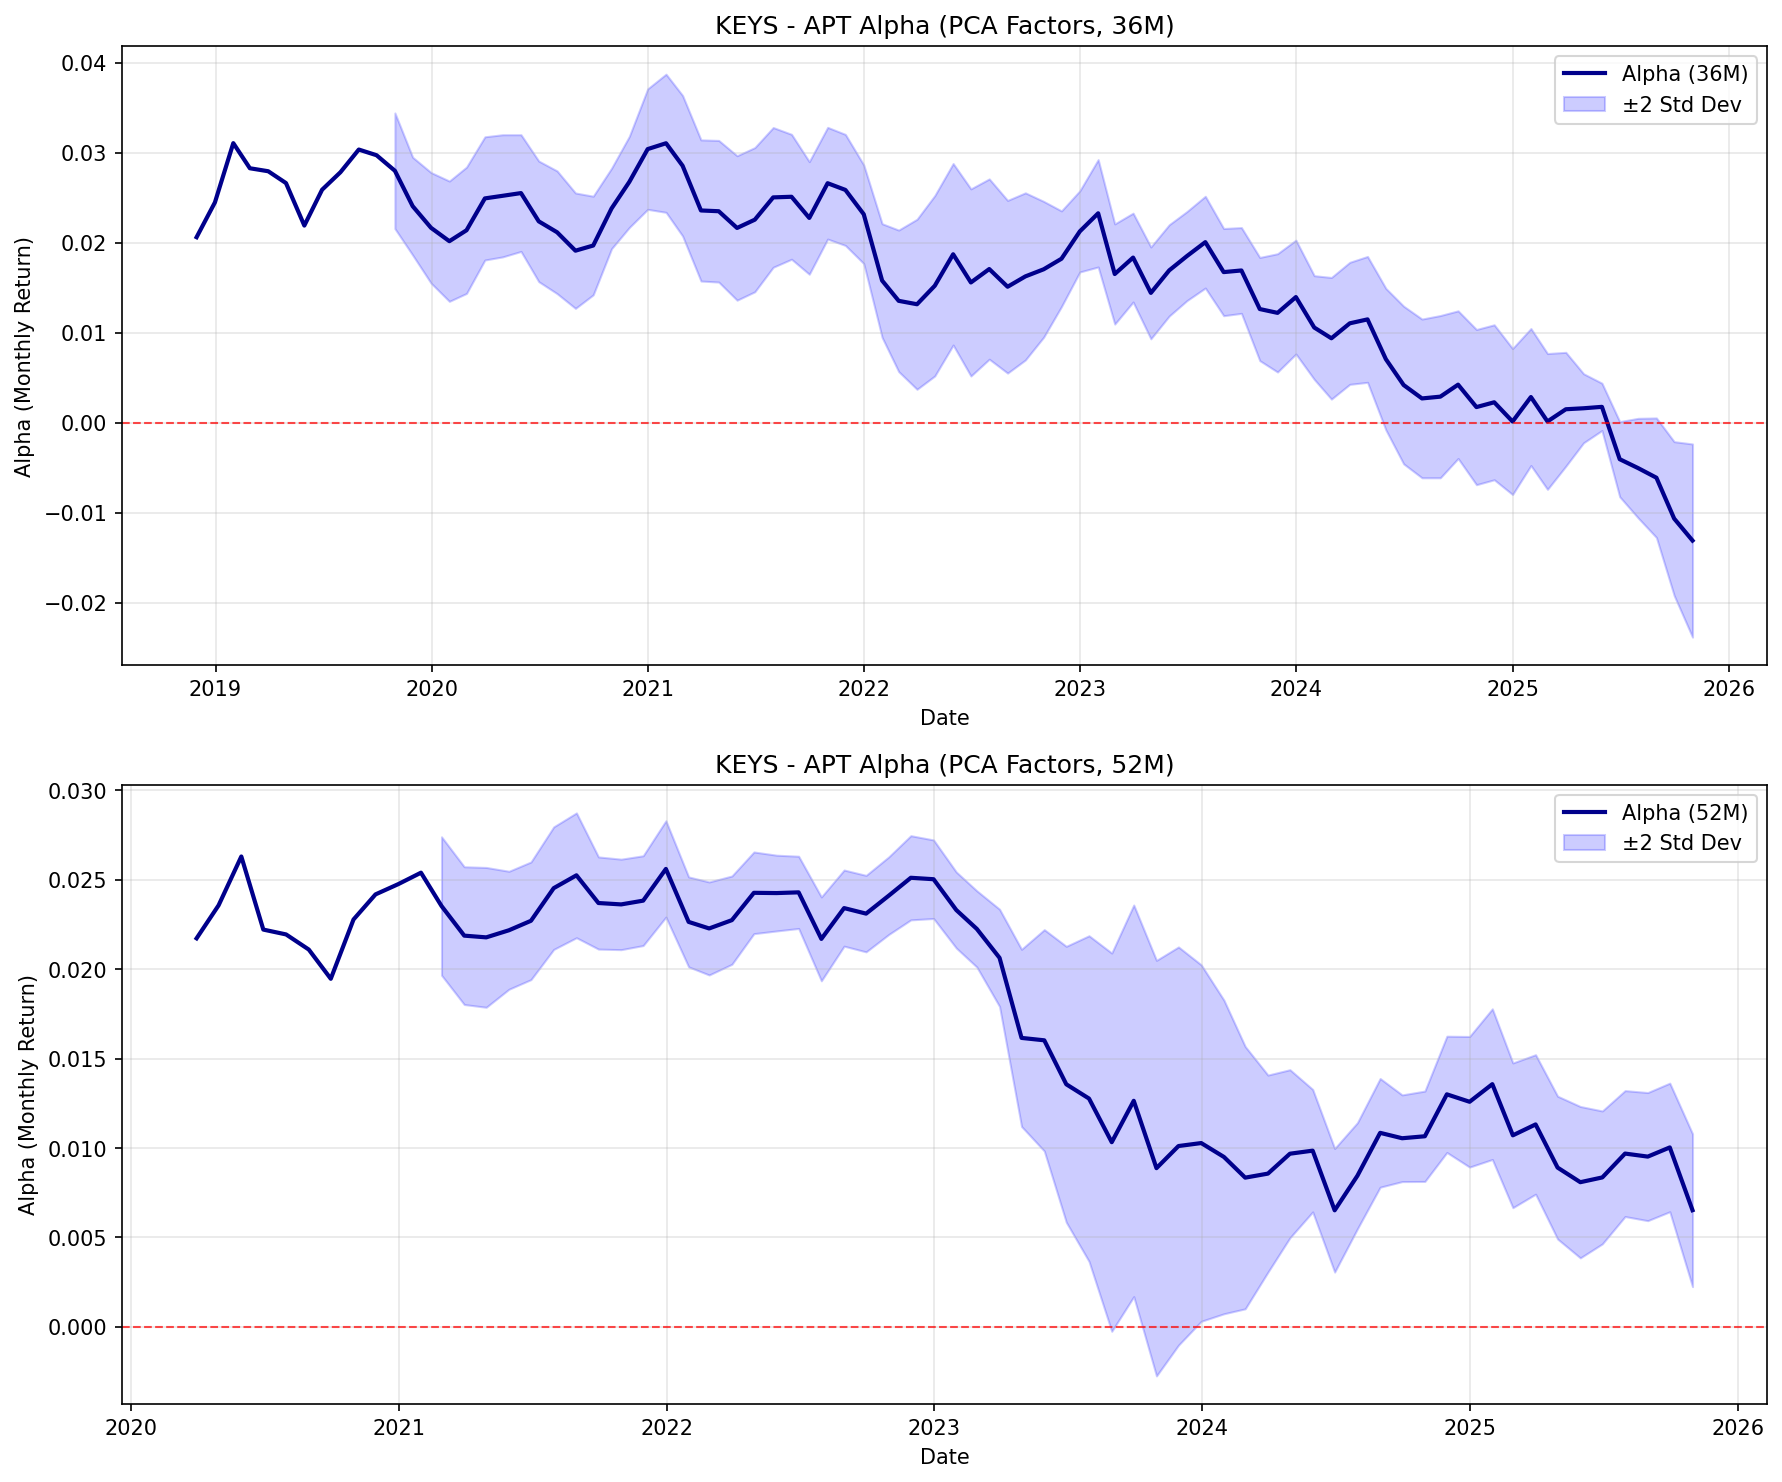 KEYS - APT Alpha (PCA Factors, 36M)
Alpha (36M)
±2 Std Dev
Alpha (Monthly Return)
0.04
0.03
0.02
0.01
0.00
−0.01
−0.02
2019 2020 2021 2022 2023 2024 2025 2026
Date
KEYS - APT Alpha (PCA Factors, 52M)
Alpha (52M)
±2 Std Dev
Alpha (Monthly Return)
0.030
0.025
0.020
0.015
0.010
0.005
0.000
2020 2021 2022 2023 2024 2025 2026
Date